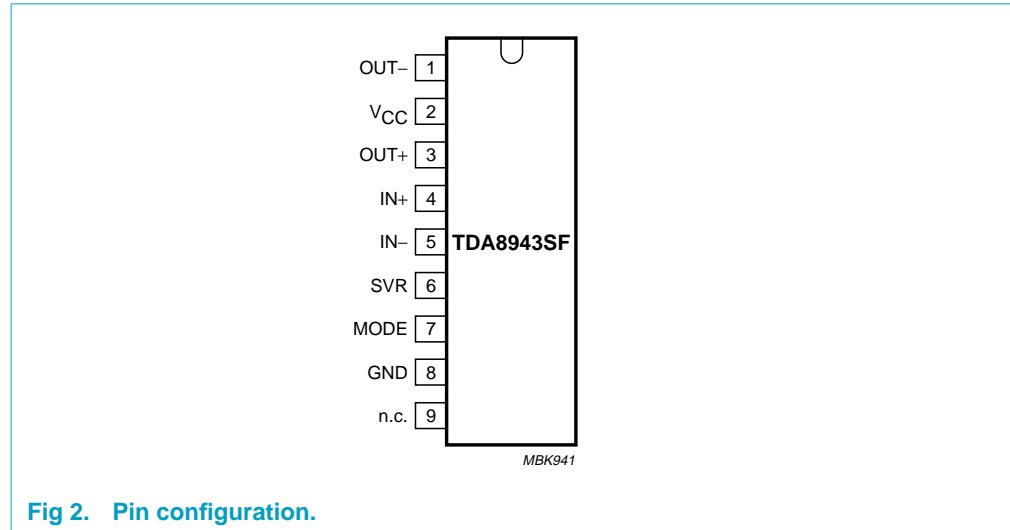 OUT− 1
VCC 2
OUT+ 3
IN+ 4
IN− 5 TDA8943SF
SVR 6
MODE 7
GND 8
n.c. 9
MBK941
Fig 2. Pin configuration.